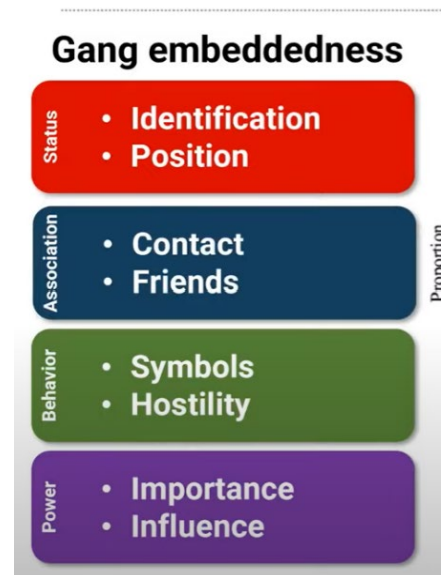 Gang embeddedness
Status
• Identification
• Position
Association
• Contact
• Friends
Proportion
Behavior
• Symbols
• Hostility
Power
• Importance
• Influence